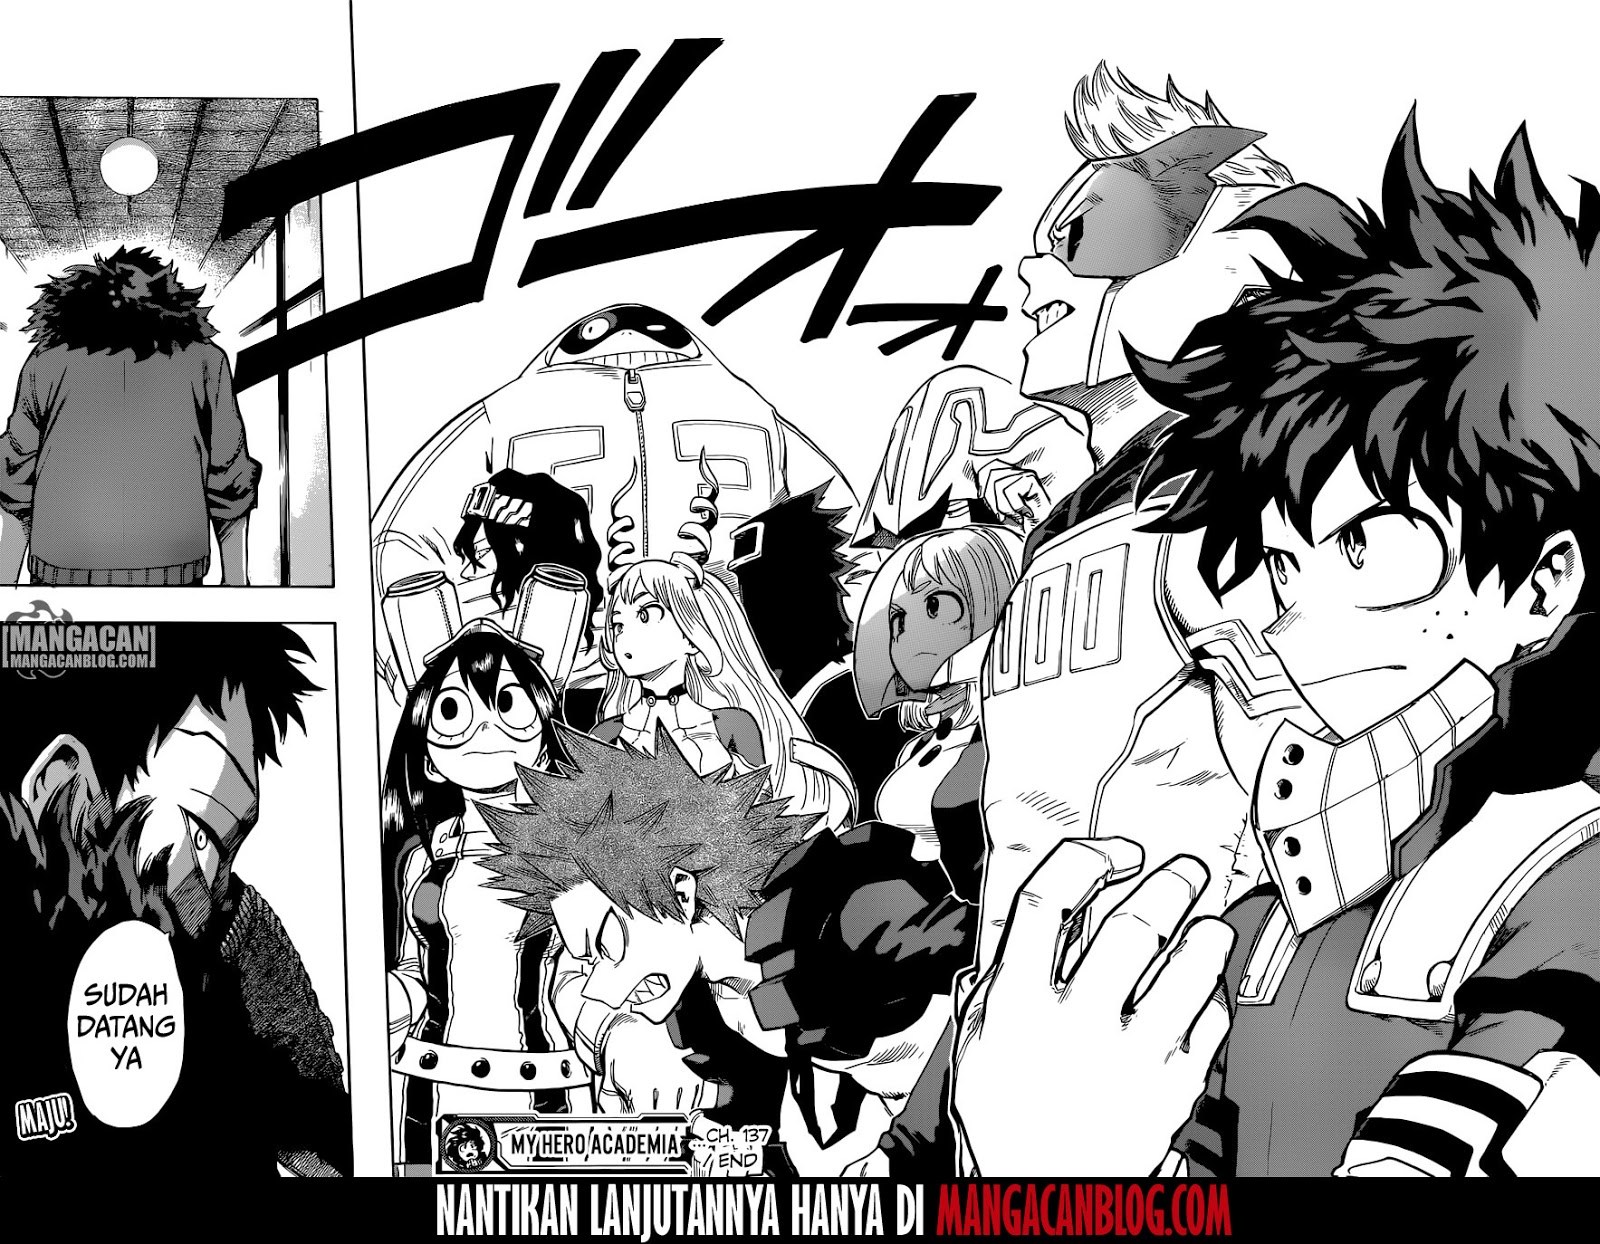 ゴオォ
[MANGACAN]
MANGACANBLOG.COM
SUDAH
DATANG
YA
MAJU!
MY HERO ACADEMIA
...CH. 137
/ END
NANTIKAN LANJUTANNYA HANYA DI MANGACANBLOG.COM